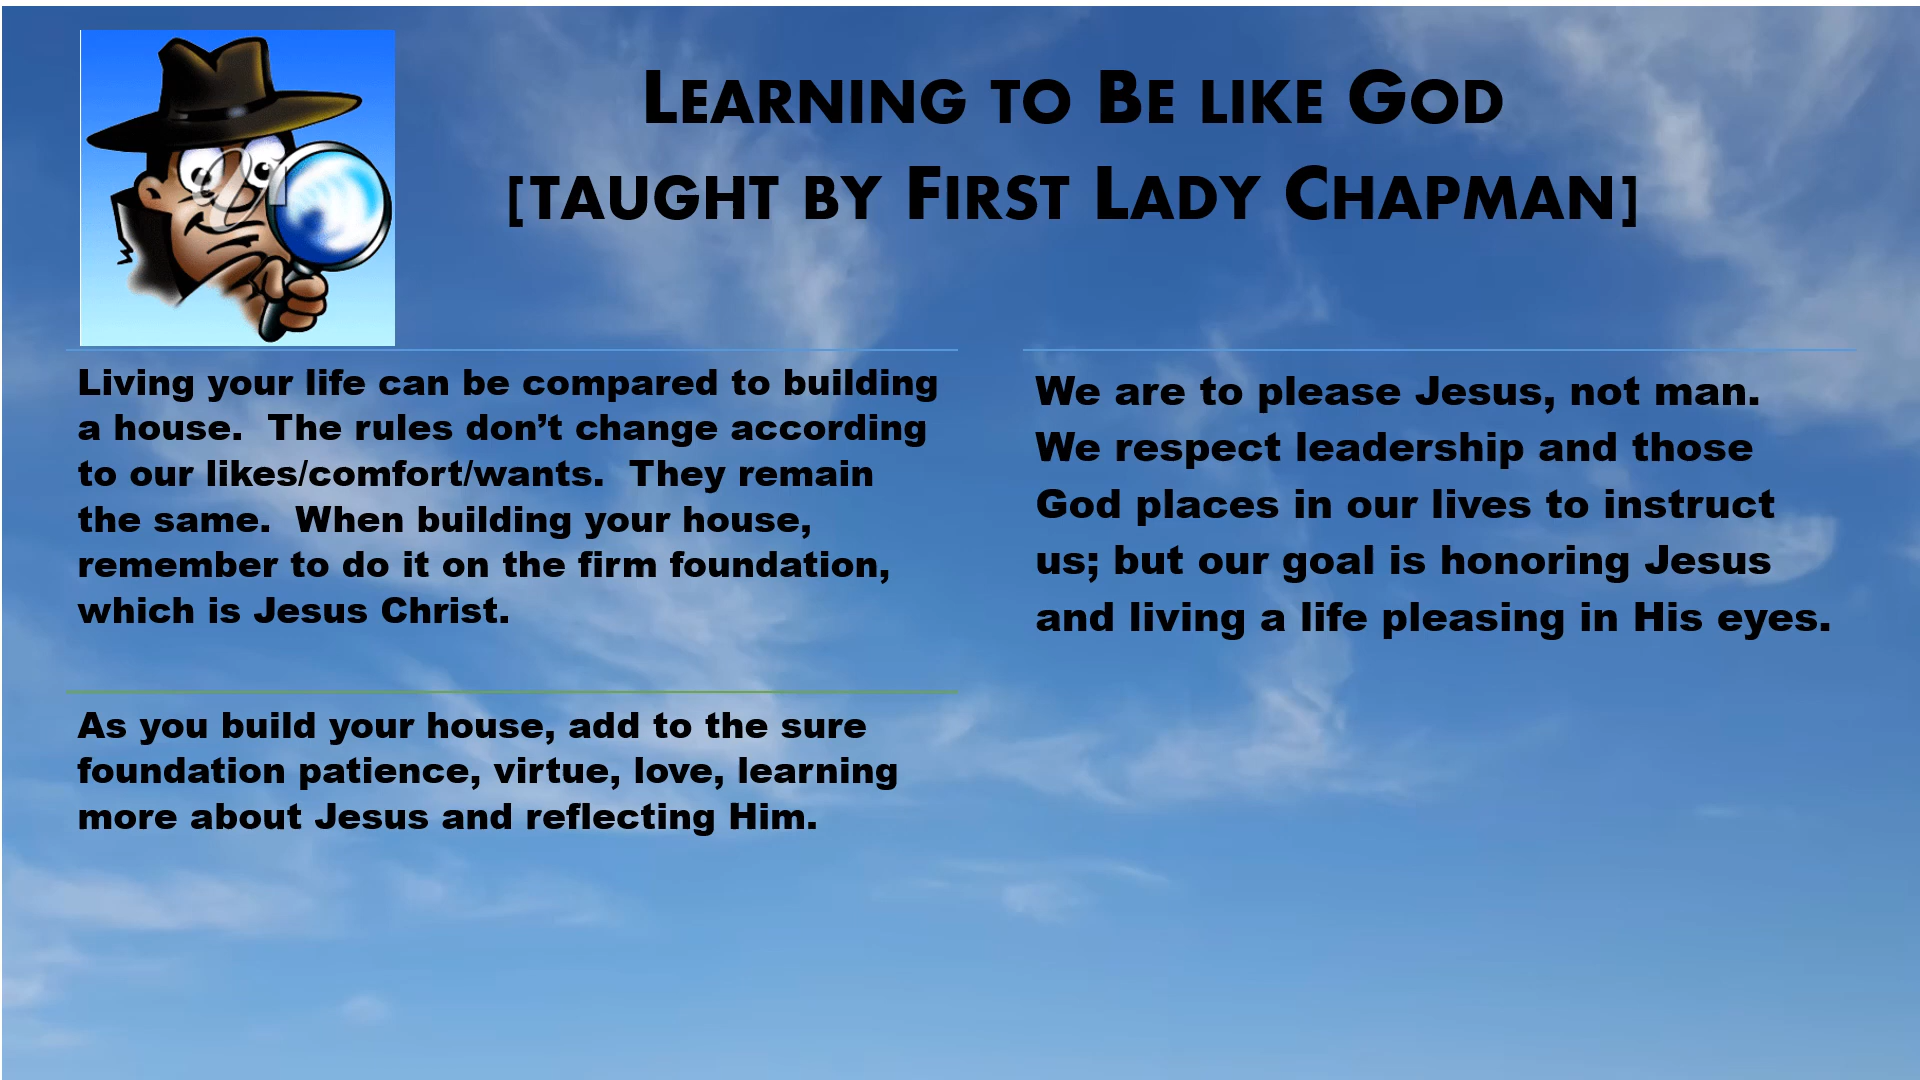 Learning to Be like God
[taught by First Lady Chapman]
Living your life can be compared to building
a house.  The rules don’t change according
to our likes/comfort/wants.  They remain
the same.  When building your house,
remember to do it on the firm foundation,
which is Jesus Christ.
As you build your house, add to the sure
foundation patience, virtue, love, learning
more about Jesus and reflecting Him.
We are to please Jesus, not man.
We respect leadership and those
God places in our lives to instruct
us; but our goal is honoring Jesus
and living a life pleasing in His eyes.